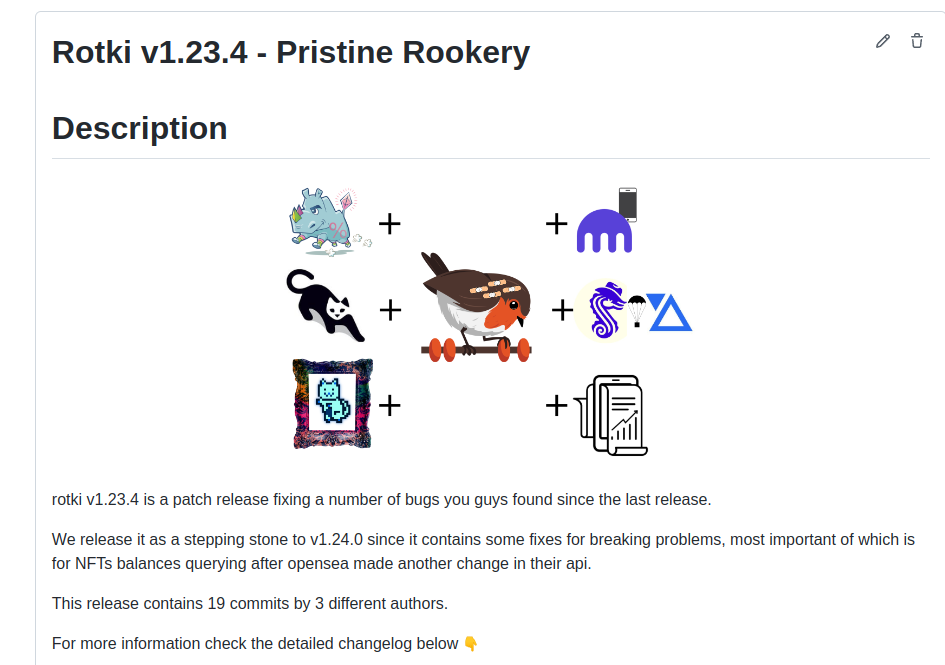 Rotki v1.23.4 - Pristine Rookery
Description
rotki v1.23.4 is a patch release fixing a number of bugs you guys found since the last release.
We release it as a stepping stone to v1.24.0 since it contains some fixes for breaking problems, most important of which is
for NFTs balances querying after opensea made another change in their api.
This release contains 19 commits by 3 different authors.
For more information check the detailed changelog below 👇